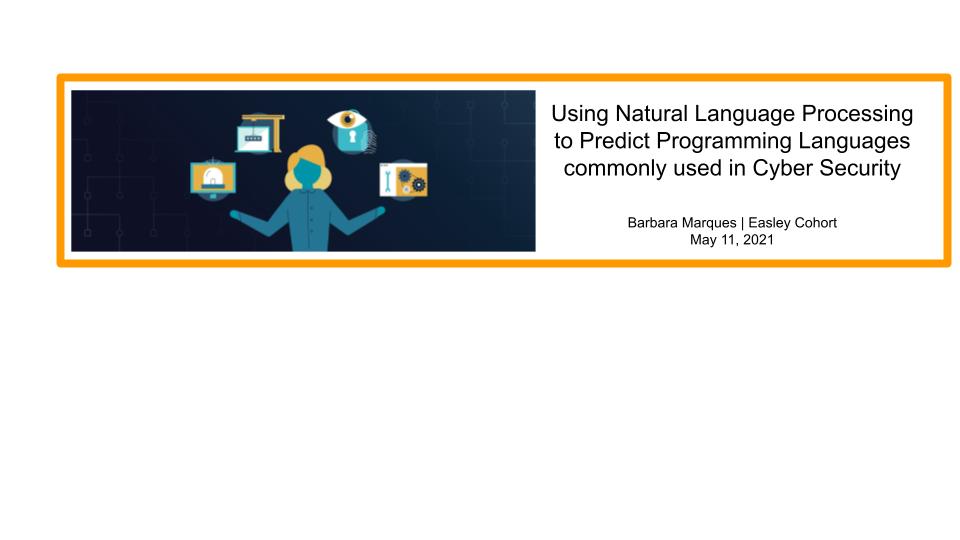 Using Natural Language Processing
to Predict Programming Languages
commonly used in Cyber Security
Barbara Marques | Easley Cohort
May 11, 2021